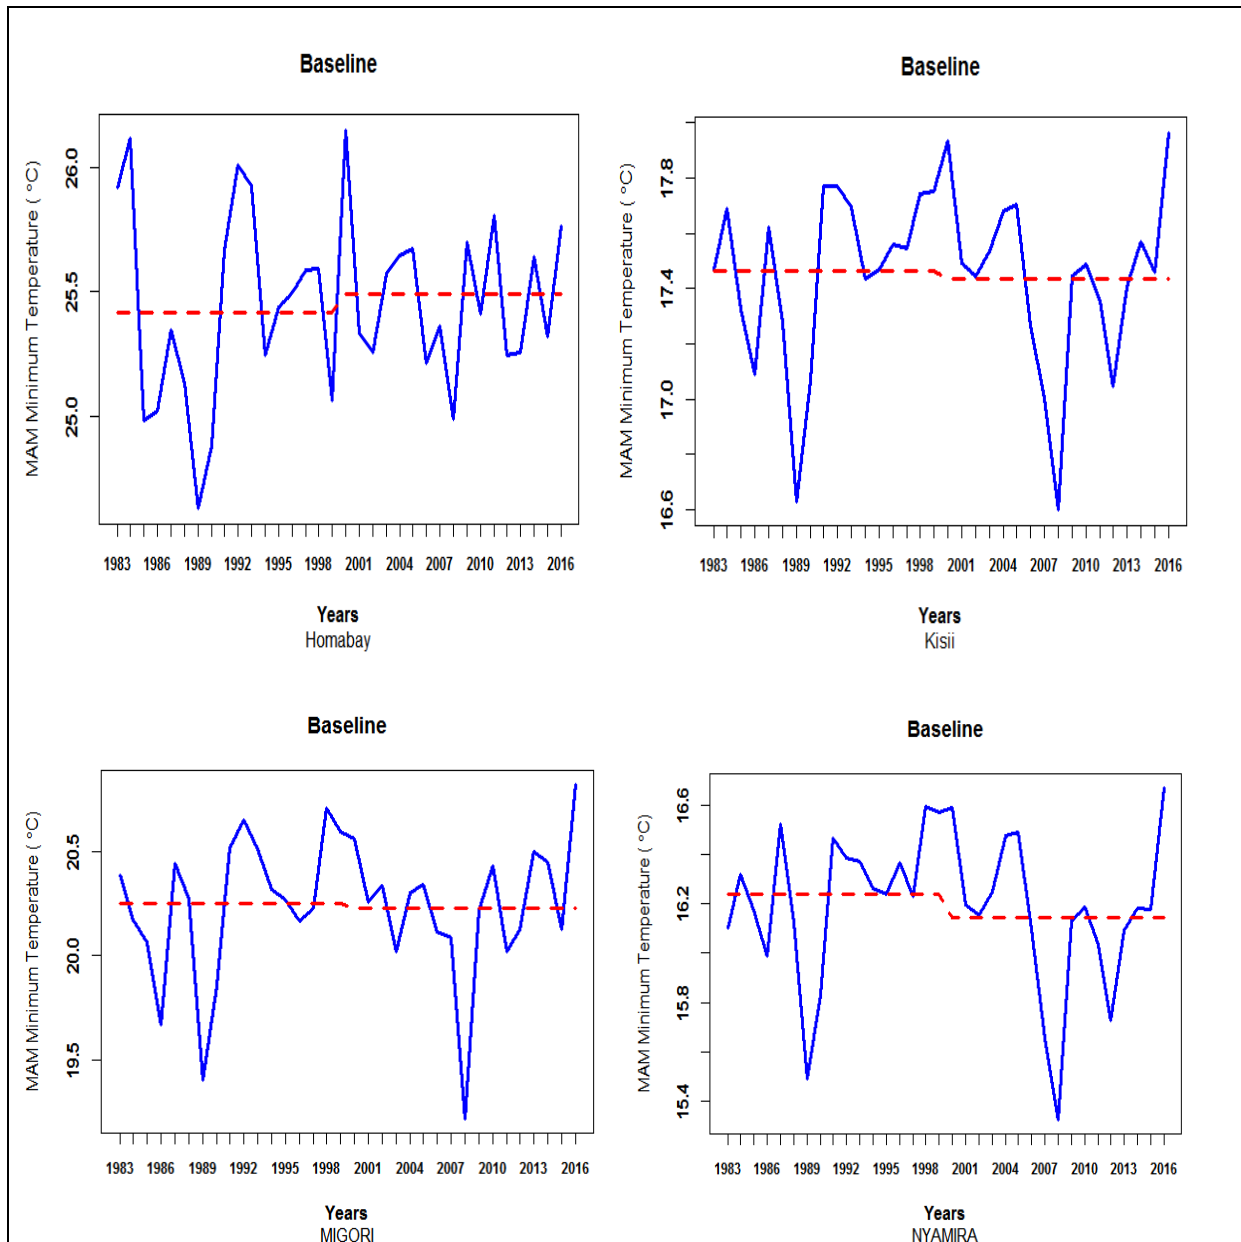 Baseline
MAM Minimum Temperature ( °C)
26.0
25.5
25.0
1983 1986 1989 1992 1995 1998 2001 2004 2007 2010 2013 2016
Years
Homabay
Baseline
MAM Minimum Temperature ( °C)
17.8
17.4
17.0
16.6
1983 1986 1989 1992 1995 1998 2001 2004 2007 2010 2013 2016
Years
Kisii
Baseline
MAM Minimum Temperature ( °C)
20.5
20.0
19.5
1983 1986 1989 1992 1995 1998 2001 2004 2007 2010 2013 2016
Years
MIGORI
Baseline
MAM Minimum Temperature ( °C)
16.6
16.2
15.8
15.4
1983 1986 1989 1992 1995 1998 2001 2004 2007 2010 2013 2016
Years
NYAMIRA